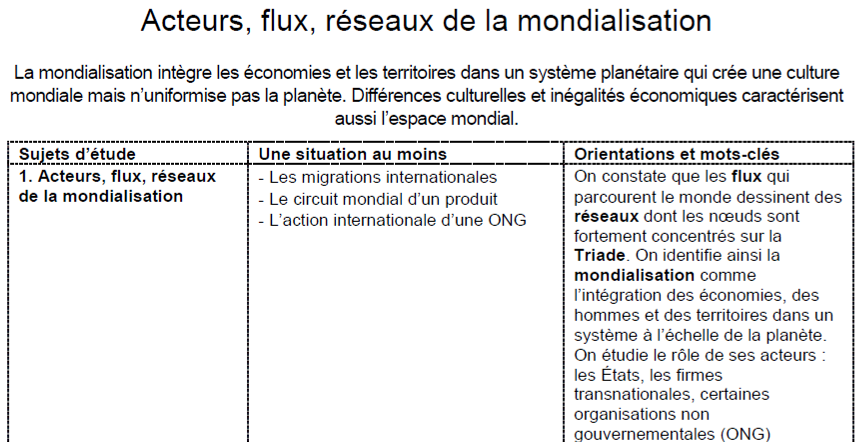 Acteurs, flux, réseaux de la mondialisation
La mondialisation intègre les économies et les territoires dans un système planétaire qui crée une culture
mondiale mais n'uniformise pas la planète. Différences culturelles et inégalités économiques caractérisent
aussi l'espace mondial.
Sujets d'étude
Une situation au moins
Orientations et mots-clés
1. Acteurs, flux, réseaux
de la mondialisation
- Les migrations internationales
- Le circuit mondial d'un produit
- L'action internationale d'une ONG
On constate que les flux qui
parcourent le monde dessinent des
réseaux dont les nœuds sont
fortement concentrés sur la
Triade. On identifie ainsi la
mondialisation comme
l'intégration des économies, des
hommes et des territoires dans un
système à l'échelle de la planète.
On étudie le rôle de ses acteurs :
les États, les firmes
transnationales, certaines
organisations non
gouvernementales (ONG)